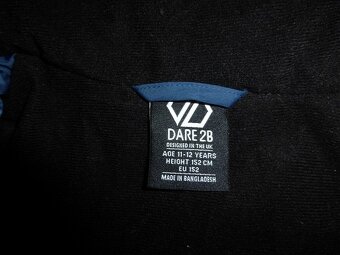 DARE 2B
DESIGNED IN THE UK
AGE 11-12 YEARS
HEIGHT 152 CM
EU 152
MADE IN BANGLADESH